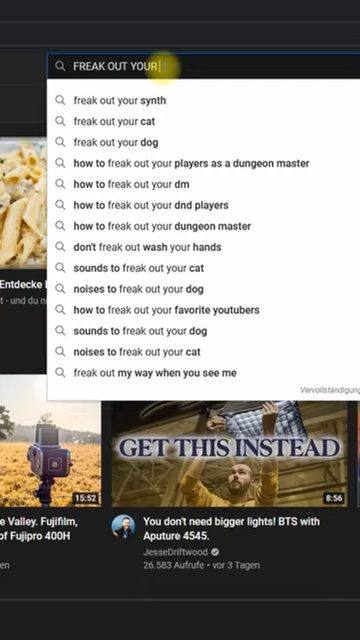 FREAK OUT YOUR
freak out your synth
freak out your cat
freak out your dog
how to freak out your players as a dungeon master
how to freak out your dm
how to freak out your dnd players
how to freak out your dungeon master
don't freak out wash your hands
sounds to freak out your cat
noises to freak out your dog
how to freak out your favorite youtubers
sounds to freak out your dog
noises to freak out your cat
freak out my way when you see me
Vervollständigung
Entdecke
st - und du
GET THIS INSTEAD
15:52
8:56
e Valley. Fujifilm,
of Fujipro 400H
en
You don't need bigger lights! BTS with
Aputure 4545.
JesseDriftwood
26.583 Aufrufe • vor 3 Tagen